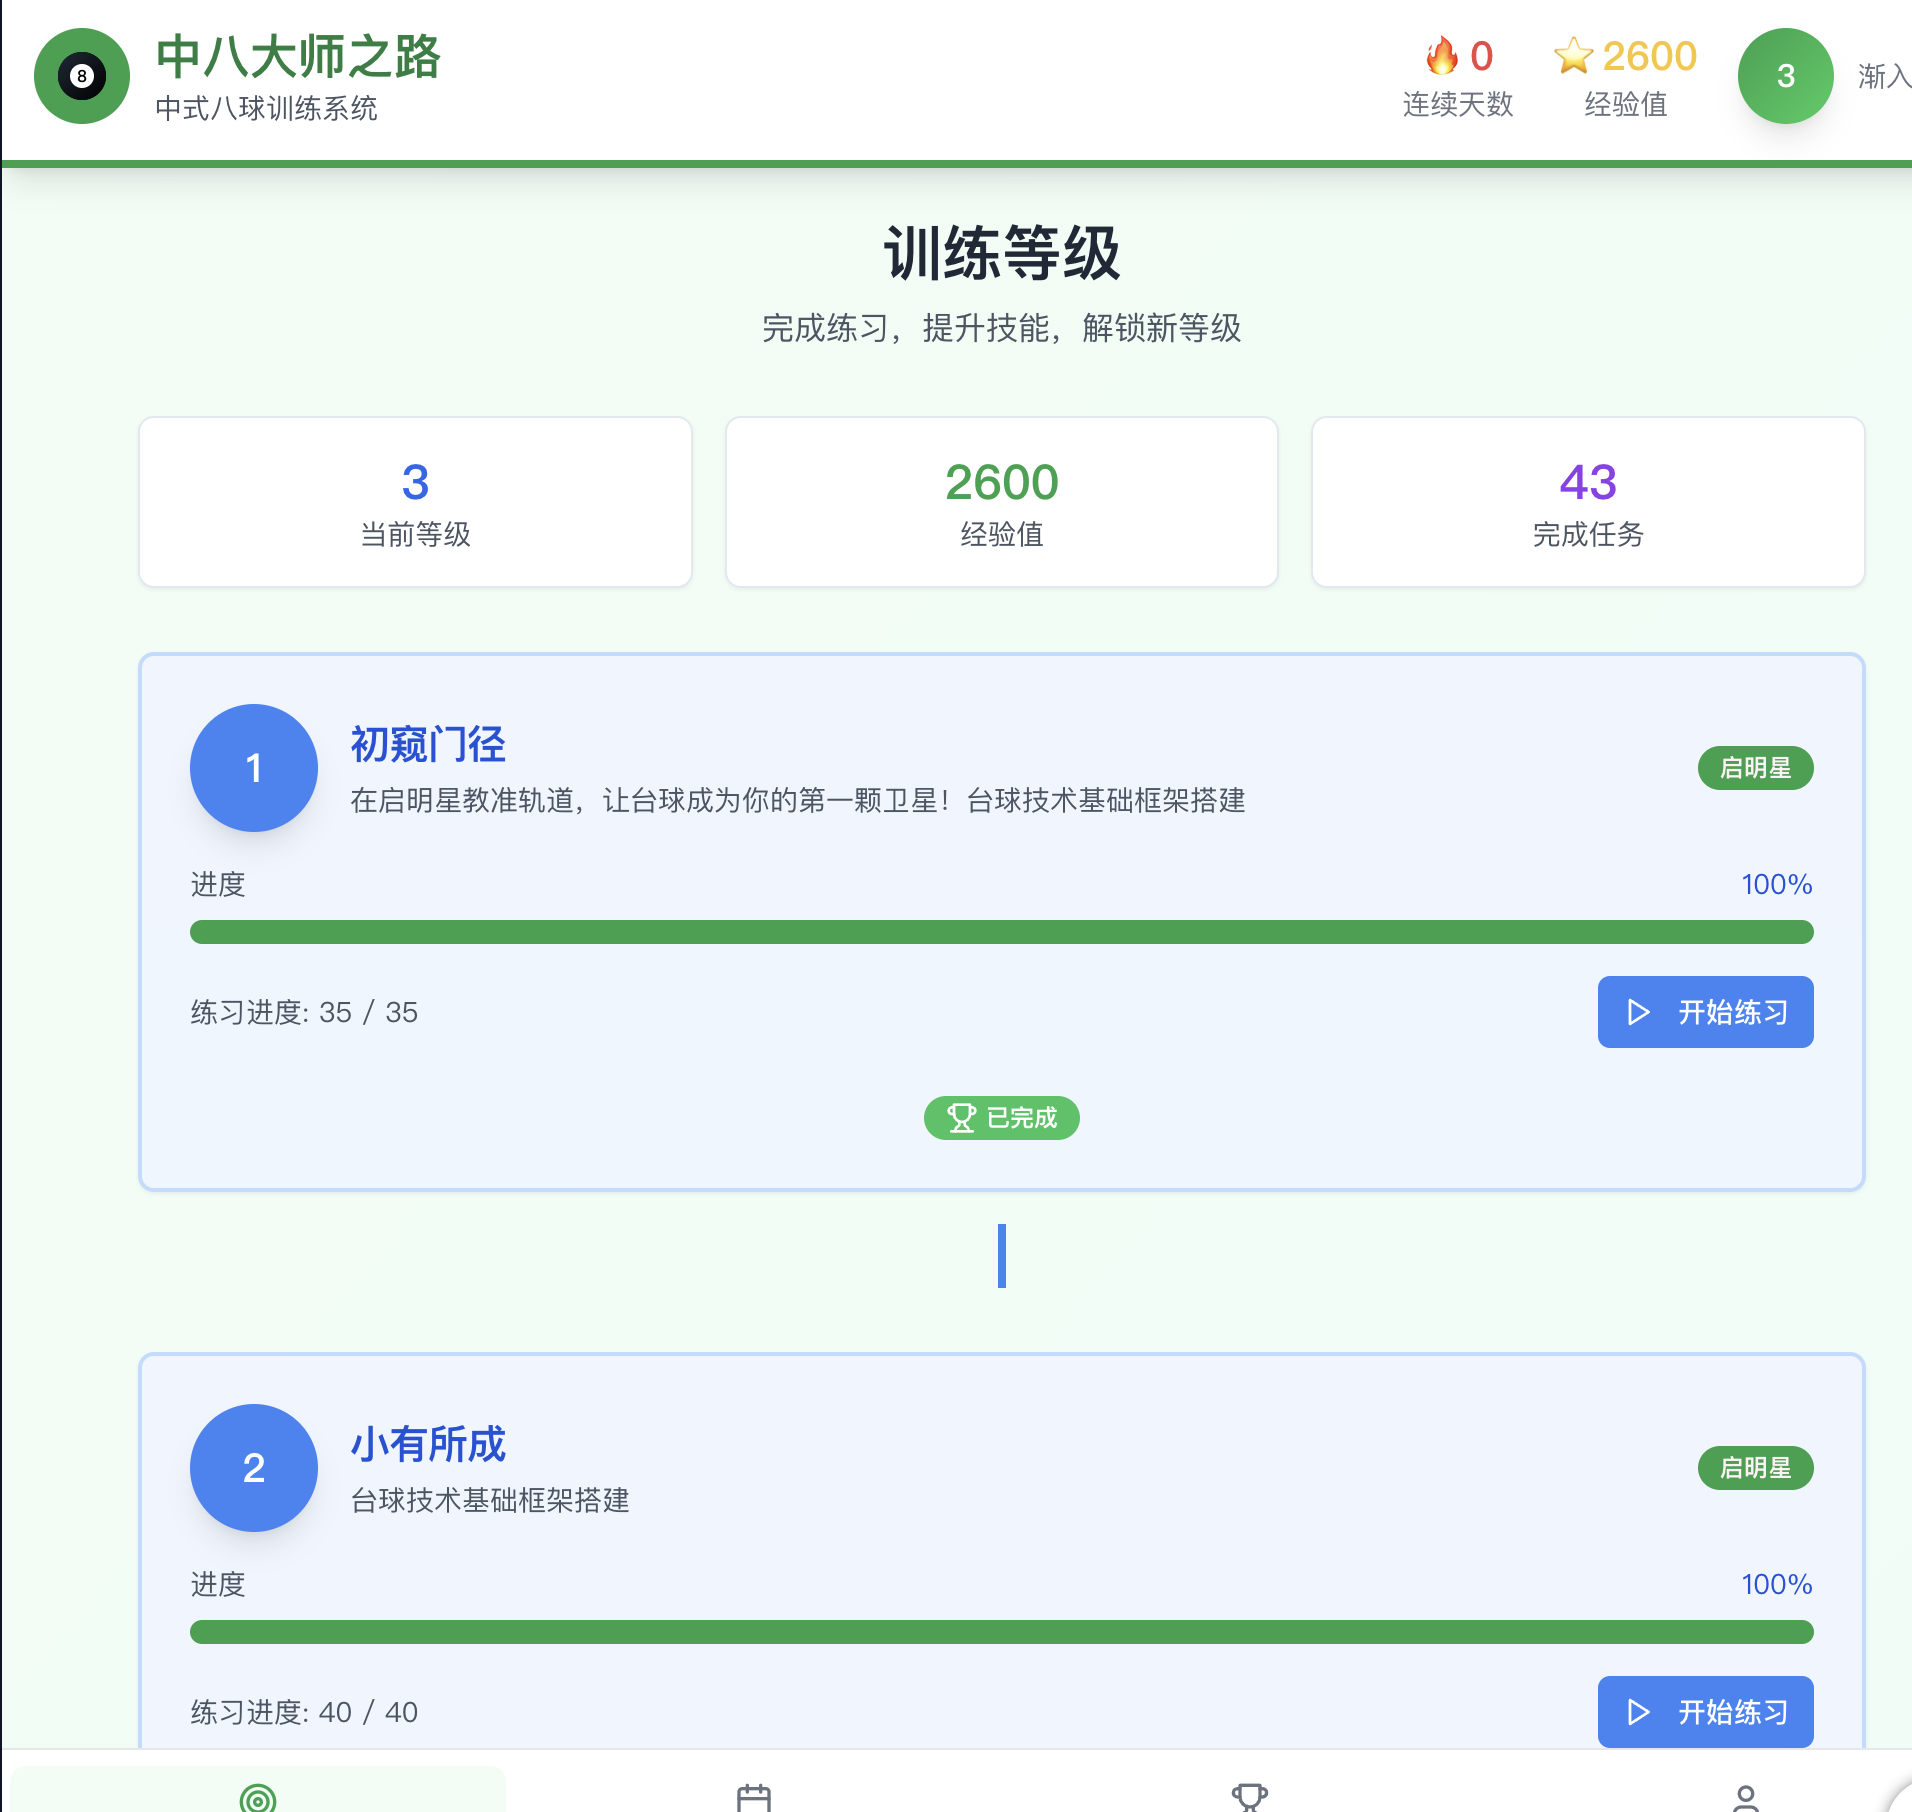 8
中八大师之路
中式八球训练系统
🔥 0
连续天数
⭐ 2600
经验值
3
渐入
训练等级
完成练习，提升技能，解锁新等级
3
当前等级
2600
经验值
43
完成任务
1
初窥门径
在启明星教准轨道，让台球成为你的第一颗卫星！台球技术基础框架搭建
启明星
进度
100%
练习进度: 35 / 35
开始练习
已完成
2
小有所成
台球技术基础框架搭建
启明星
进度
100%
练习进度: 40 / 40
开始练习